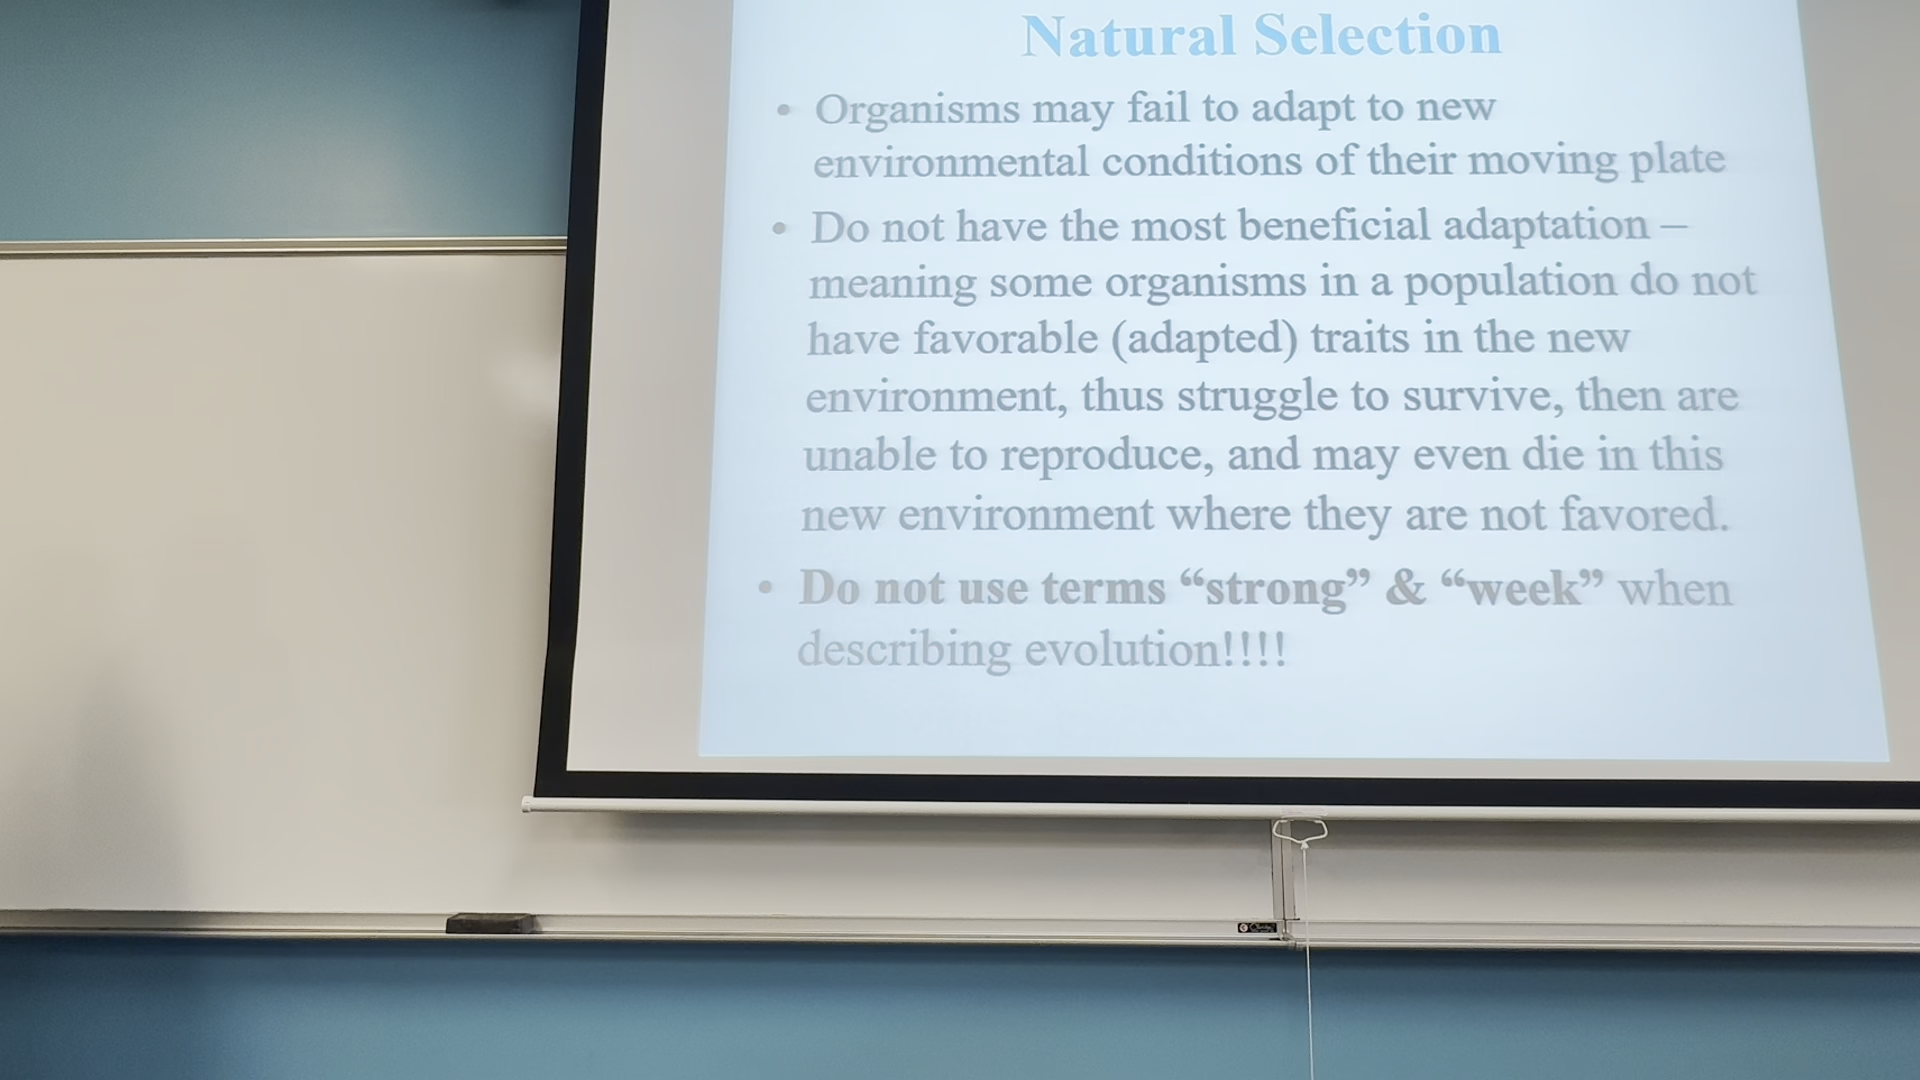 Natural Selection
• Organisms may fail to adapt to new
environmental conditions of their moving plate
• Do not have the most beneficial adaptation –
meaning some organisms in a population do not
have favorable (adapted) traits in the new
environment, thus struggle to survive, then are
unable to reproduce, and may even die in this
new environment where they are not favored.
• Do not use terms “strong” & “week” when
describing evolution!!!!